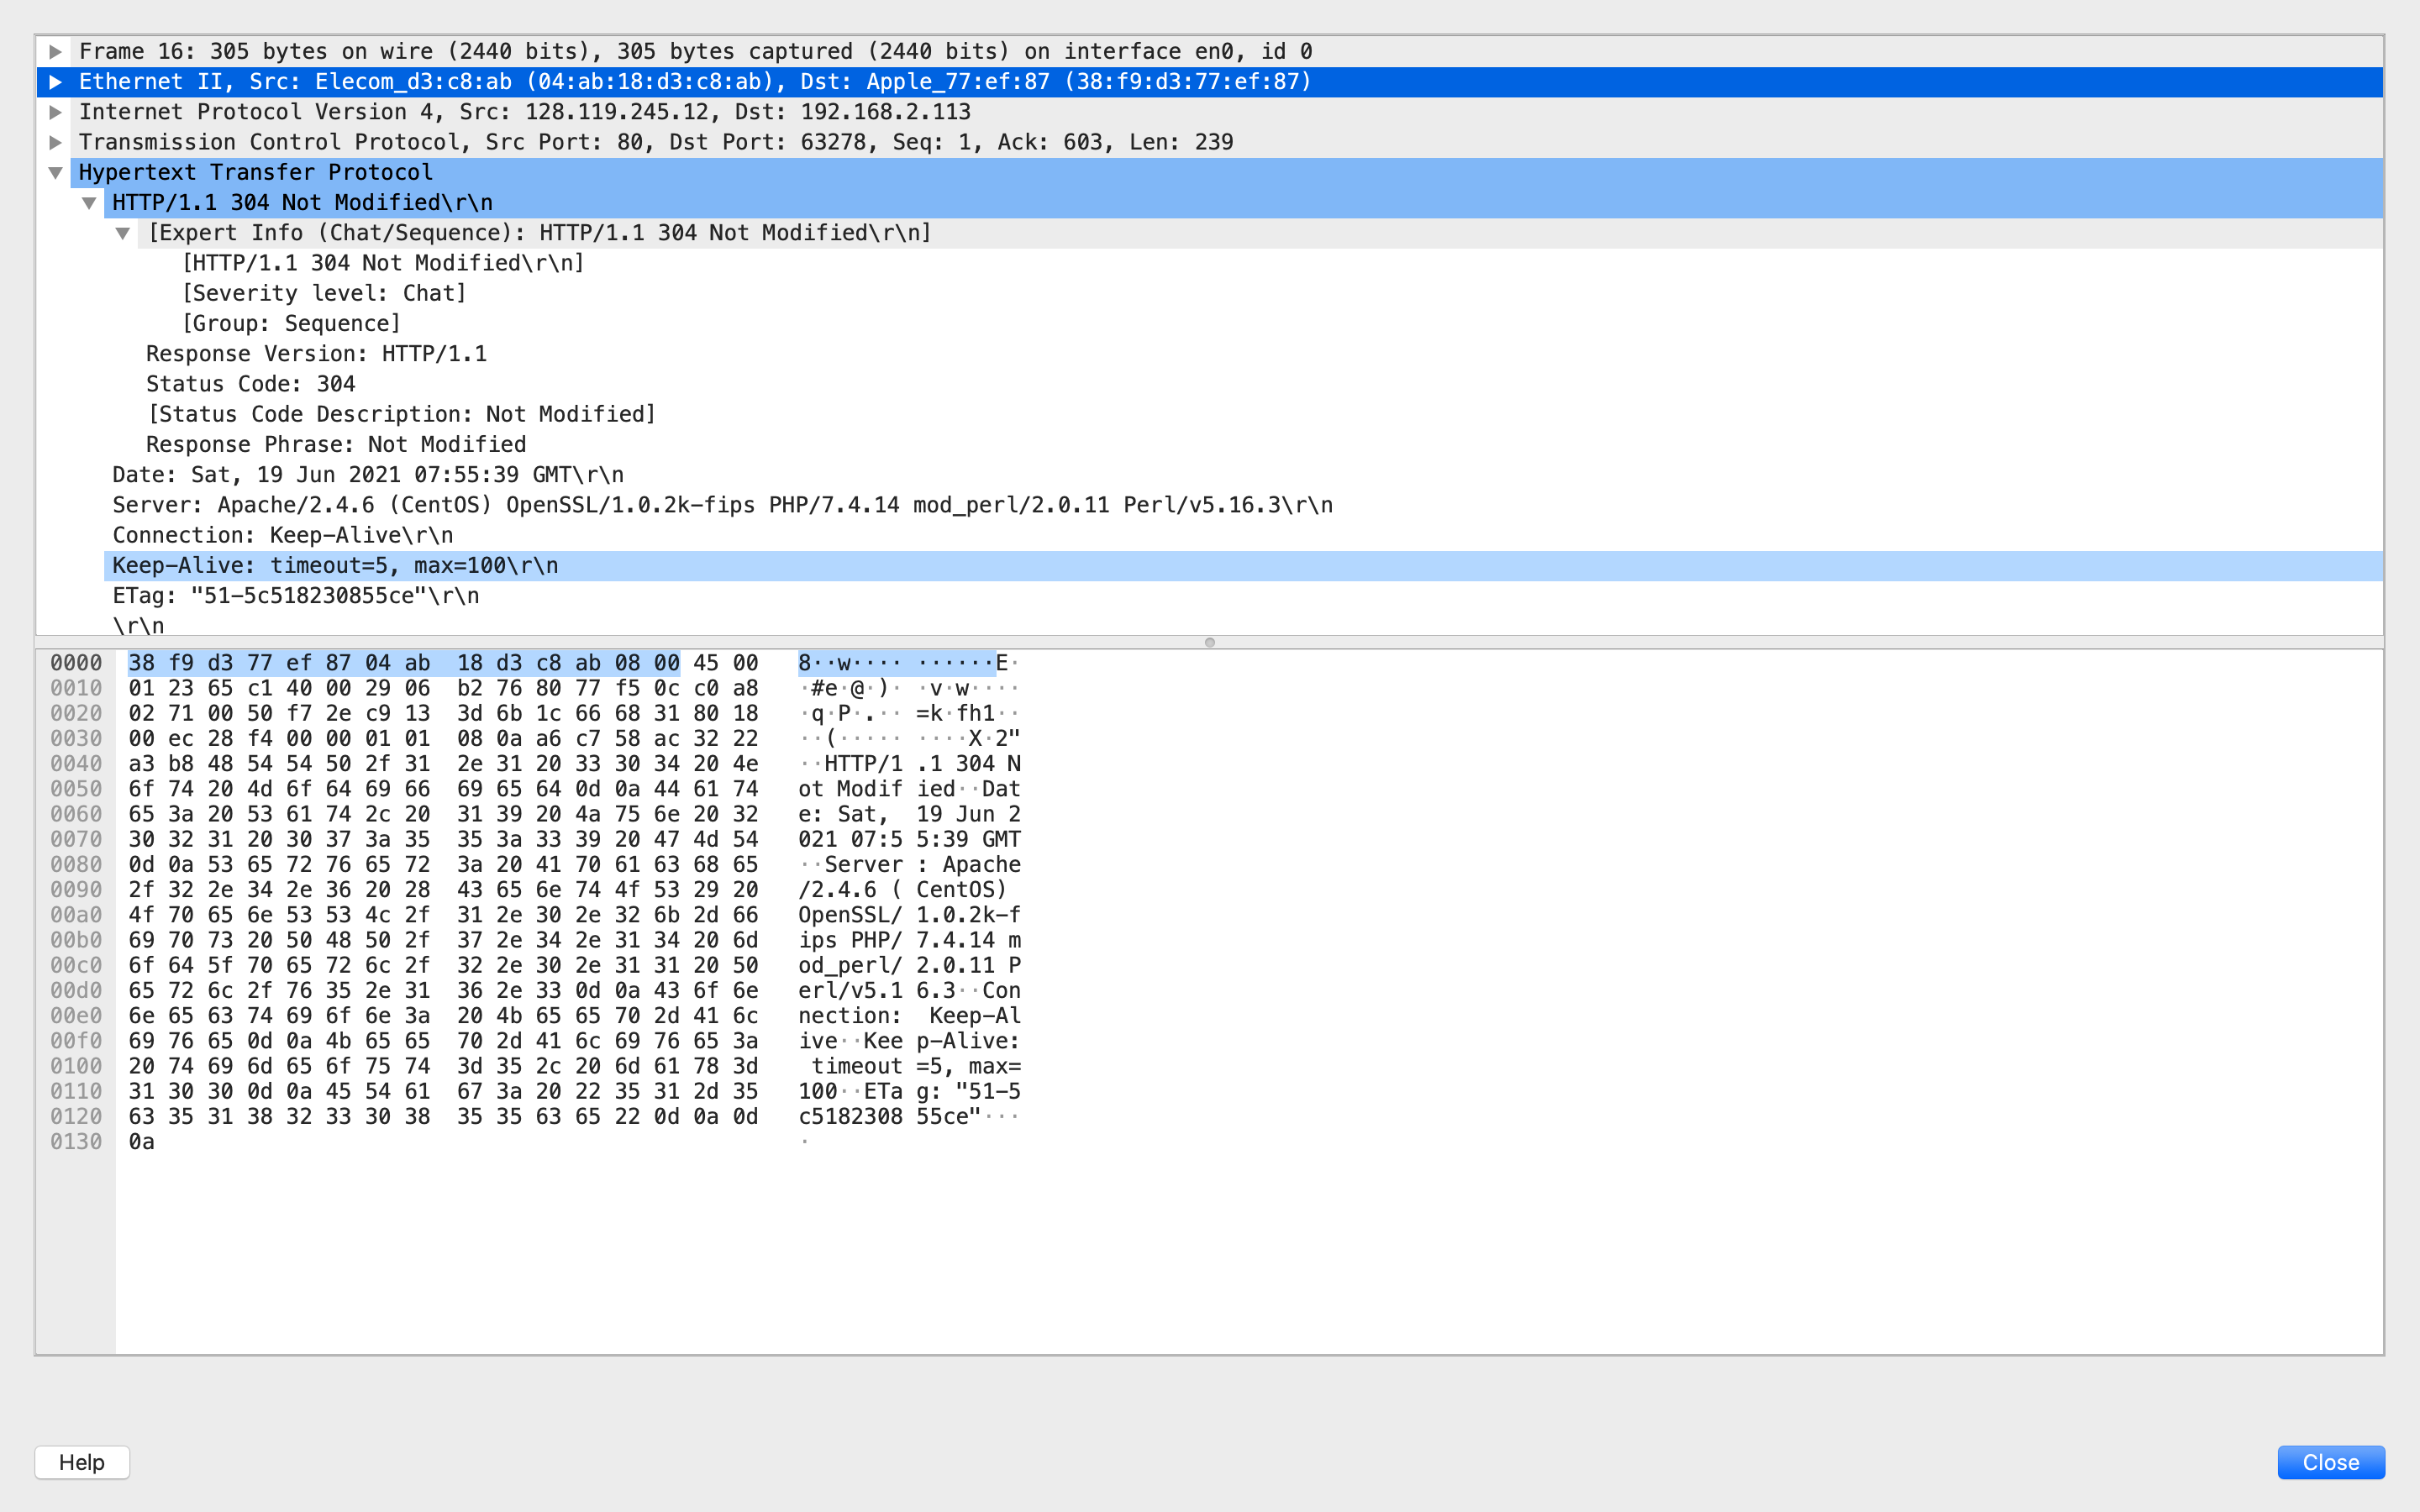 Frame 16: 305 bytes on wire (2440 bits), 305 bytes captured (2440 bits) on interface en0, id 0
Ethernet II, Src: Elecom_d3:c8:ab (04:ab:18:d3:c8:ab), Dst: Apple_77:ef:87 (38:f9:d3:77:ef:87)
Internet Protocol Version 4, Src: 128.119.245.12, Dst: 192.168.2.113
Transmission Control Protocol, Src Port: 80, Dst Port: 63278, Seq: 1, Ack: 603, Len: 239
Hypertext Transfer Protocol
HTTP/1.1 304 Not Modified\r\n
[Expert Info (Chat/Sequence): HTTP/1.1 304 Not Modified\r\n]
[HTTP/1.1 304 Not Modified\r\n]
[Severity level: Chat]
[Group: Sequence]
Response Version: HTTP/1.1
Status Code: 304
[Status Code Description: Not Modified]
Response Phrase: Not Modified
Date: Sat, 19 Jun 2021 07:55:39 GMT\r\n
Server: Apache/2.4.6 (CentOS) OpenSSL/1.0.2k-fips PHP/7.4.14 mod_perl/2.0.11 Perl/v5.16.3\r\n
Connection: Keep-Alive\r\n
Keep-Alive: timeout=5, max=100\r\n
ETag: "51-5c518230855ce"\r\n
\r\n
0000 38 f9 d3 77 ef 87 04 ab 18 d3 c8 ab 08 00 45 00 8··w···· ······E·
0010 01 23 65 c1 40 00 29 06 b2 76 80 77 f5 0c c0 a8 ·#e·@·)· ·v·w····
0020 02 71 00 50 f7 2e c9 13 3d 6b 1c 66 68 31 80 18 ·q·P·.·· =k·fh1··
0030 00 ec 28 f4 00 00 01 01 08 0a a6 c7 58 ac 32 22 ··(····· ····X·2"
0040 a3 b8 48 54 54 50 2f 31 2e 31 20 33 30 34 20 4e ··HTTP/1 .1 304 N
0050 6f 74 20 4d 6f 64 69 66 69 65 64 0d 0a 44 61 74 ot Modif ied··Dat
0060 65 3a 20 53 61 74 2c 20 31 39 20 4a 75 6e 20 32 e: Sat, 19 Jun 2
0070 30 32 31 20 30 37 3a 35 35 3a 33 39 20 47 4d 54 021 07:5 5:39 GMT
0080 0d 0a 53 65 72 76 65 72 3a 20 41 70 61 63 68 65 ··Server : Apache
0090 2f 32 2e 34 2e 36 20 28 43 65 6e 74 4f 53 29 20 /2.4.6 ( CentOS)
00a0 4f 70 65 6e 53 53 4c 2f 31 2e 30 2e 32 6b 2d 66 OpenSSL/ 1.0.2k-f
00b0 69 70 73 20 50 48 50 2f 37 2e 34 2e 31 34 20 6d ips PHP/ 7.4.14 m
00c0 6f 64 5f 70 65 72 6c 2f 32 2e 30 2e 31 31 20 50 od_perl/ 2.0.11 P
00d0 65 72 6c 2f 76 35 2e 31 36 2e 33 0d 0a 43 6f 6e erl/v5.1 6.3··Con
00e0 6e 65 63 74 69 6f 6e 3a 20 4b 65 65 70 2d 41 6c nection: Keep-Al
00f0 69 76 65 0d 0a 4b 65 65 70 2d 41 6c 69 76 65 3a ive··Kee p-Alive:
0100 20 74 69 6d 65 6f 75 74 3d 35 2c 20 6d 61 78 3d timeout =5, max=
0110 31 30 30 0d 0a 45 54 61 67 3a 20 22 35 31 2d 35 100··ETa g: "51-5
0120 63 35 31 38 32 33 30 38 35 35 63 65 22 0d 0a 0d c5182308 55ce"···
0130 0a ·
Help
Close